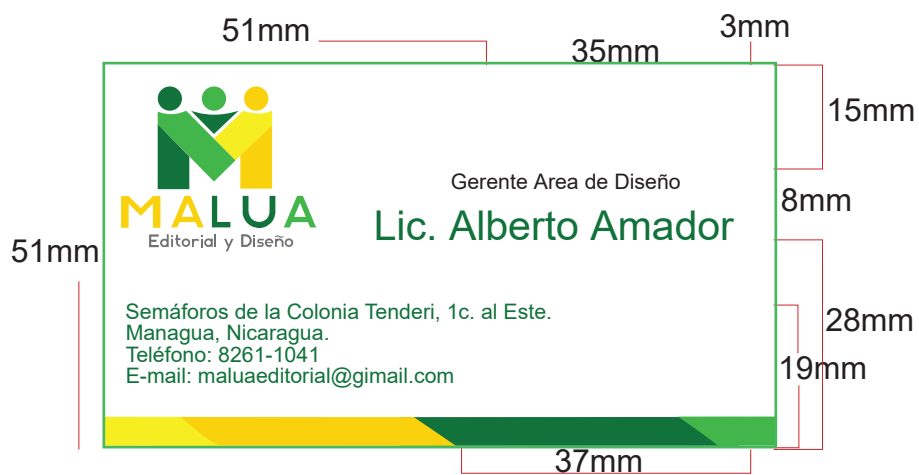 51mm
35mm
3mm
15mm
MALUA
Editorial y Diseño
Gerente Area de Diseño
Lic. Alberto Amador
8mm
51mm
Semáforos de la Colonia Tenderi, 1c. al Este.
Managua, Nicaragua.
Teléfono: 8261-1041
E-mail: maluaeditorial@gimail.com
28mm
19mm
37mm